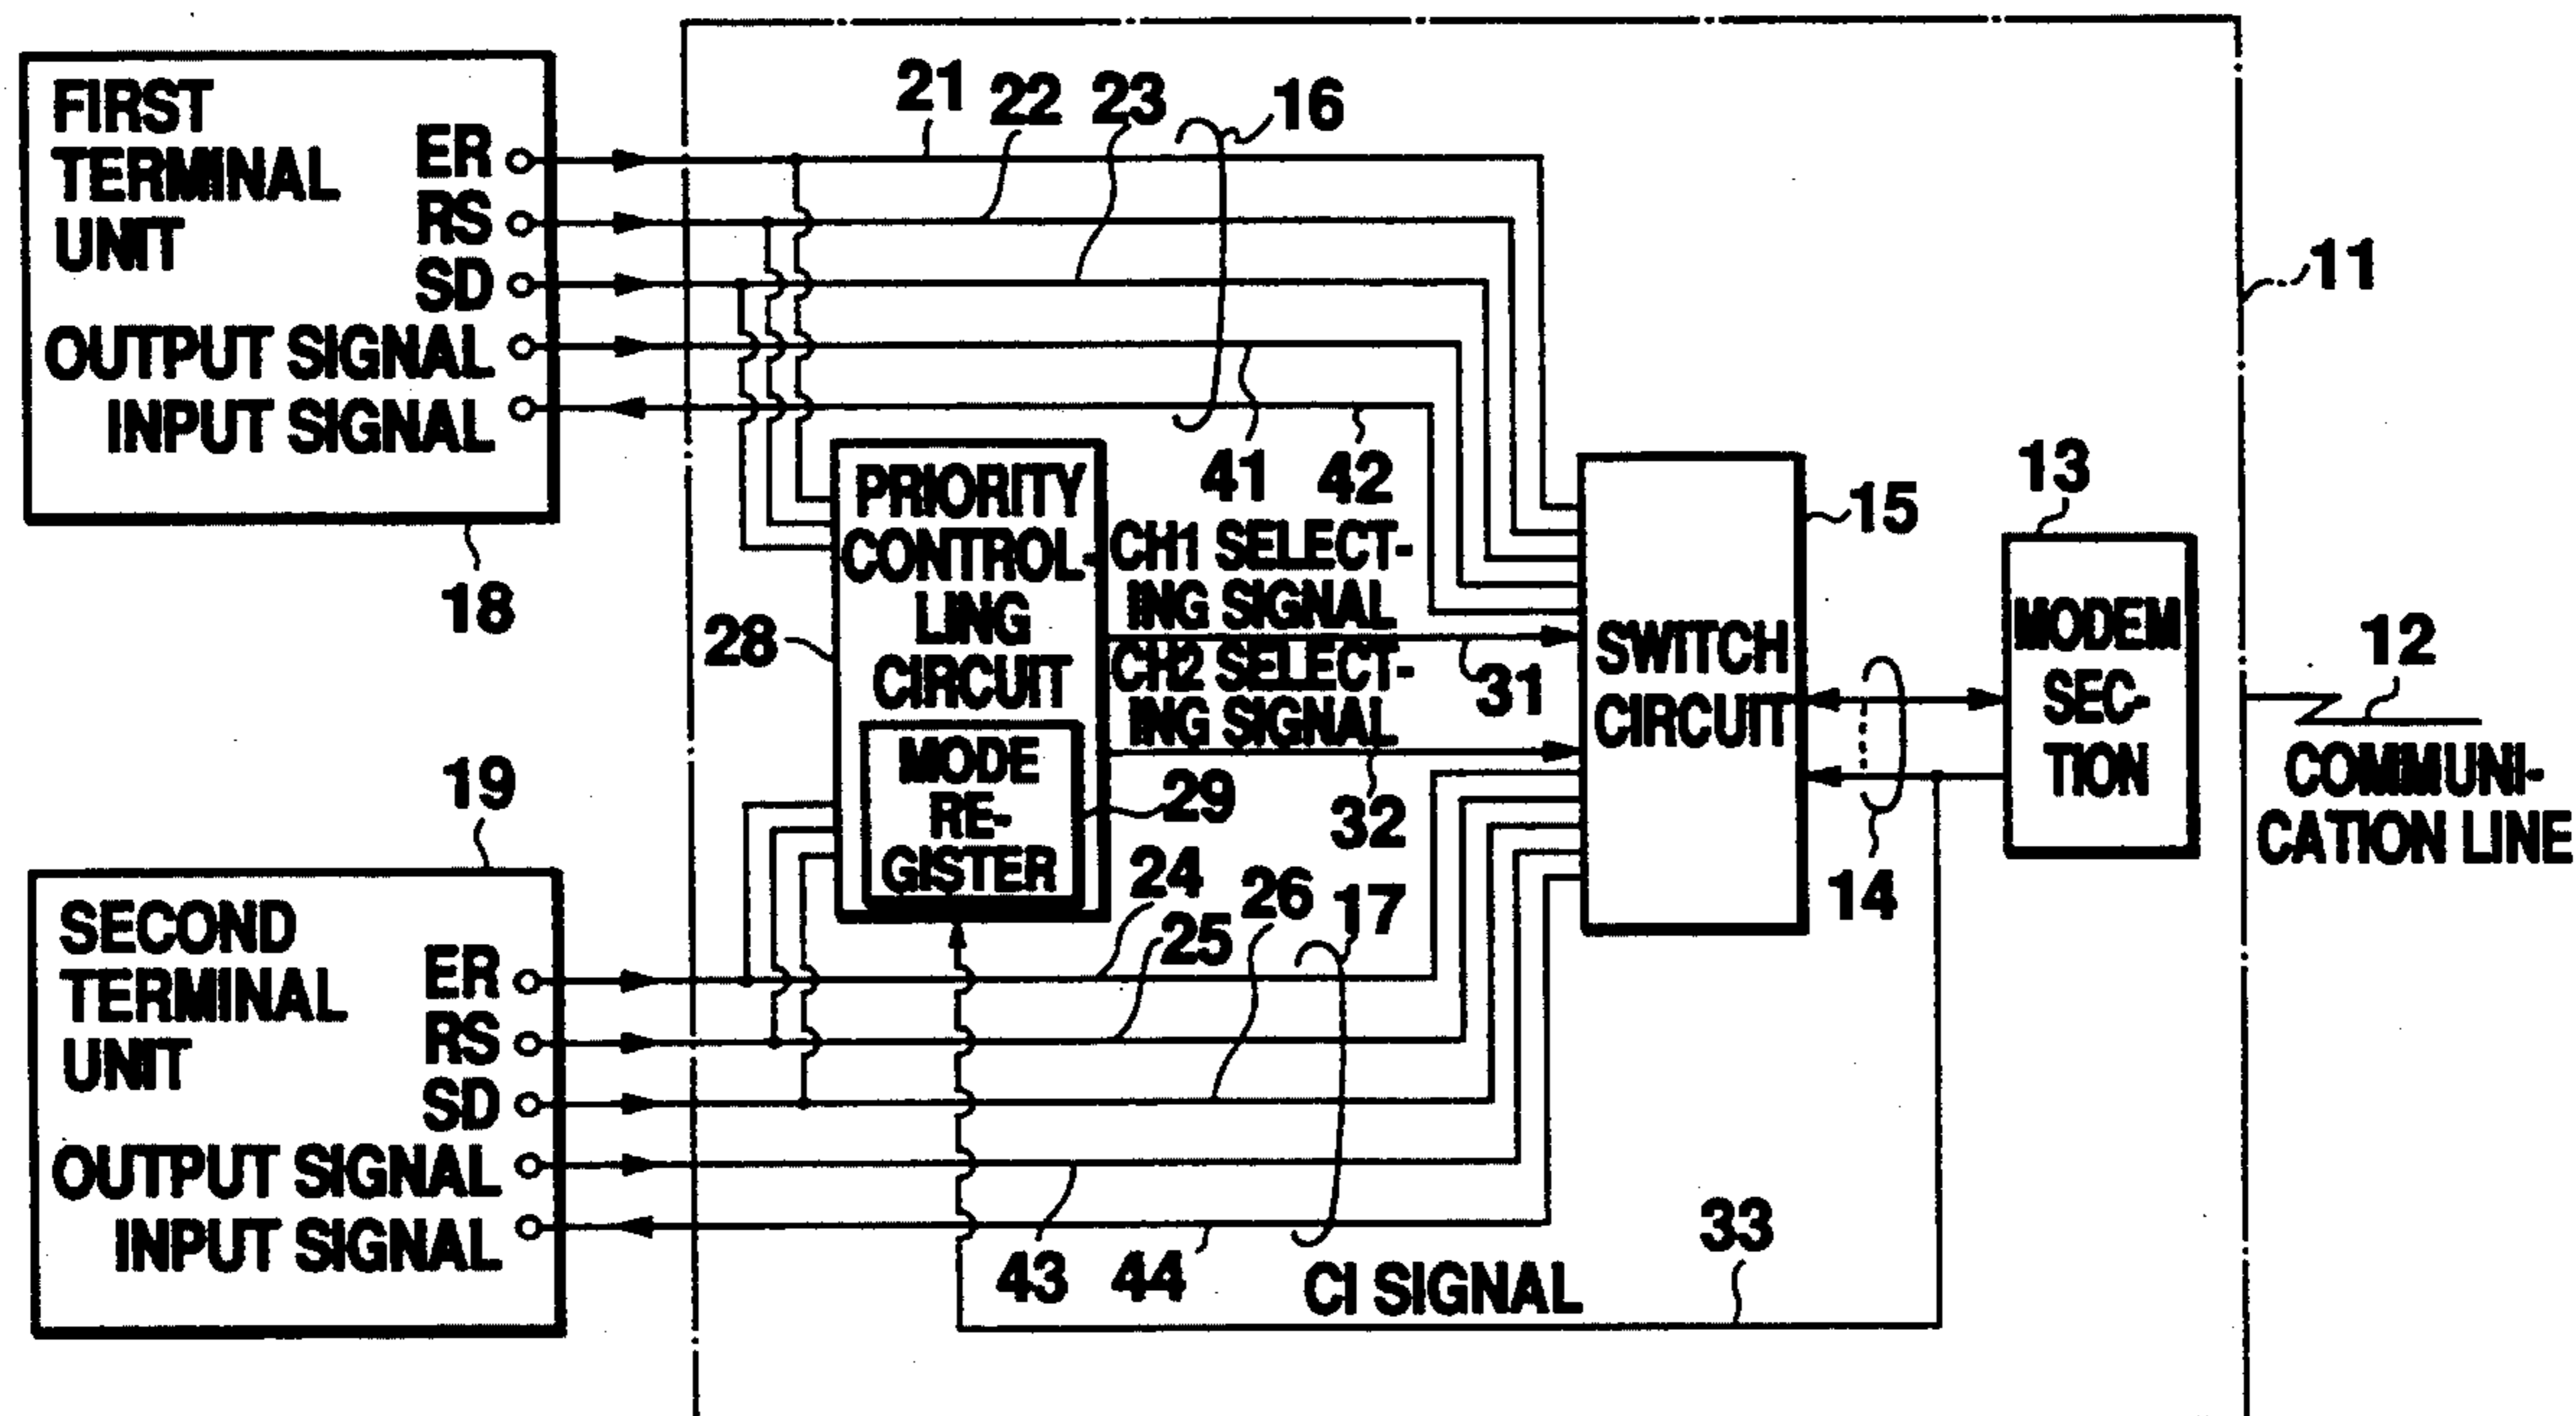 21
22
23
16
FIRST
TERMINAL
UNIT
ER
RS
SD
OUTPUT SIGNAL
INPUT SIGNAL
18
11
41
42
PRIORITY
CONTROL-
LING
CIRCUIT
28
MODE
RE-
GISTER
29
CH1 SELECT-
ING SIGNAL
31
CH2 SELECT-
ING SIGNAL
32
SWITCH
CIRCUIT
15
13
MODEM
SEC-
TION
14
12
COMMUNI-
CATION LINE
19
SECOND
TERMINAL
UNIT
ER
RS
SD
OUTPUT SIGNAL
INPUT SIGNAL
24
25
26
17
43
44
CI SIGNAL
33